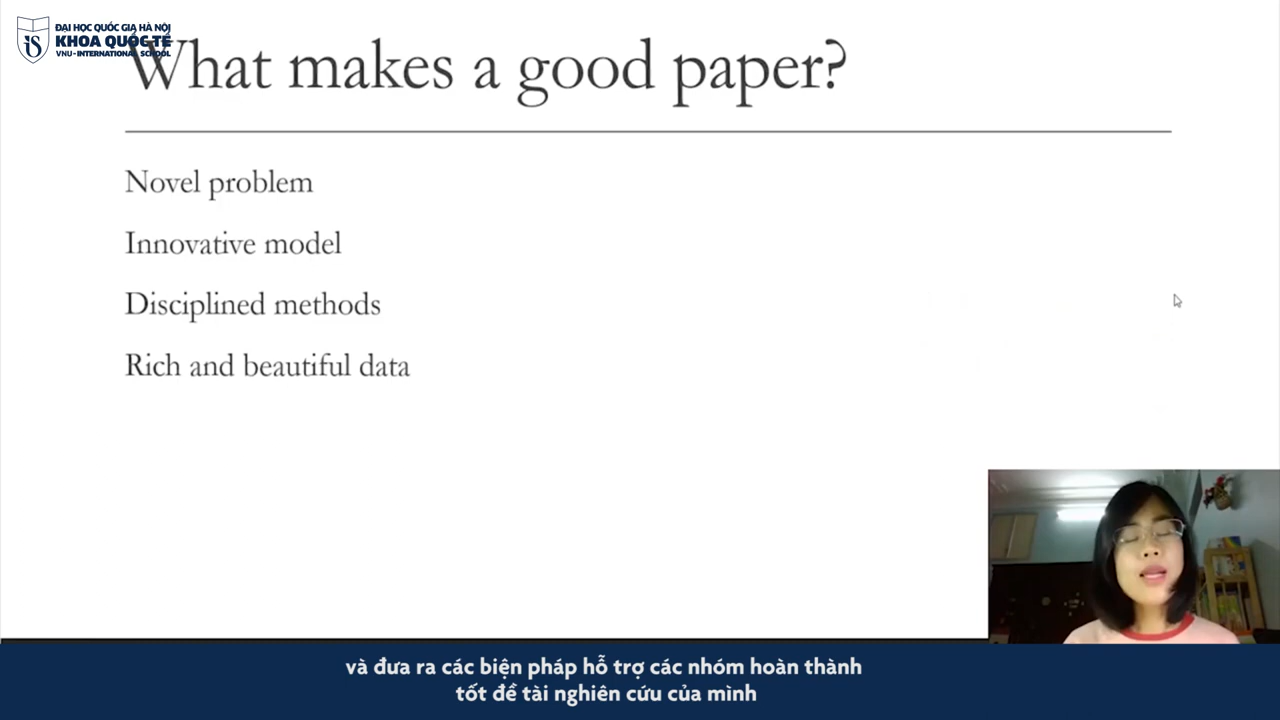 ĐẠI HỌC QUỐC GIA HÀ NỘI
KHOA QUỐC TẾ
VNU-INTERNATIONAL SCHOOL
What makes a good paper?
Novel problem
Innovative model
Disciplined methods
Rich and beautiful data
và đưa ra các biện pháp hỗ trợ các nhóm hoàn thành
tốt đề tài nghiên cứu của mình